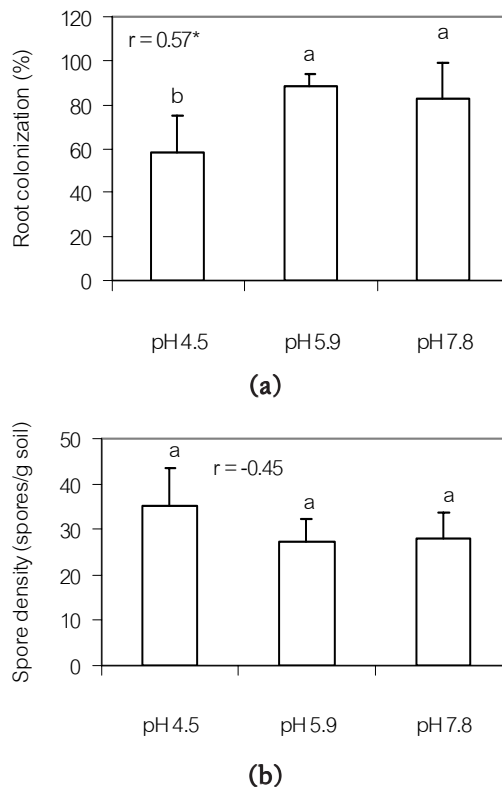 120
r = 0.57*
a
a
100
b
80
60
40
20
0
Root colonization (%)
pH 4.5 pH 5.9 pH 7.8
(a)
50
a
r = -0.45
40
a
a
30
20
10
0
Spore density (spores/g soil)
pH 4.5 pH 5.9 pH 7.8
(b)